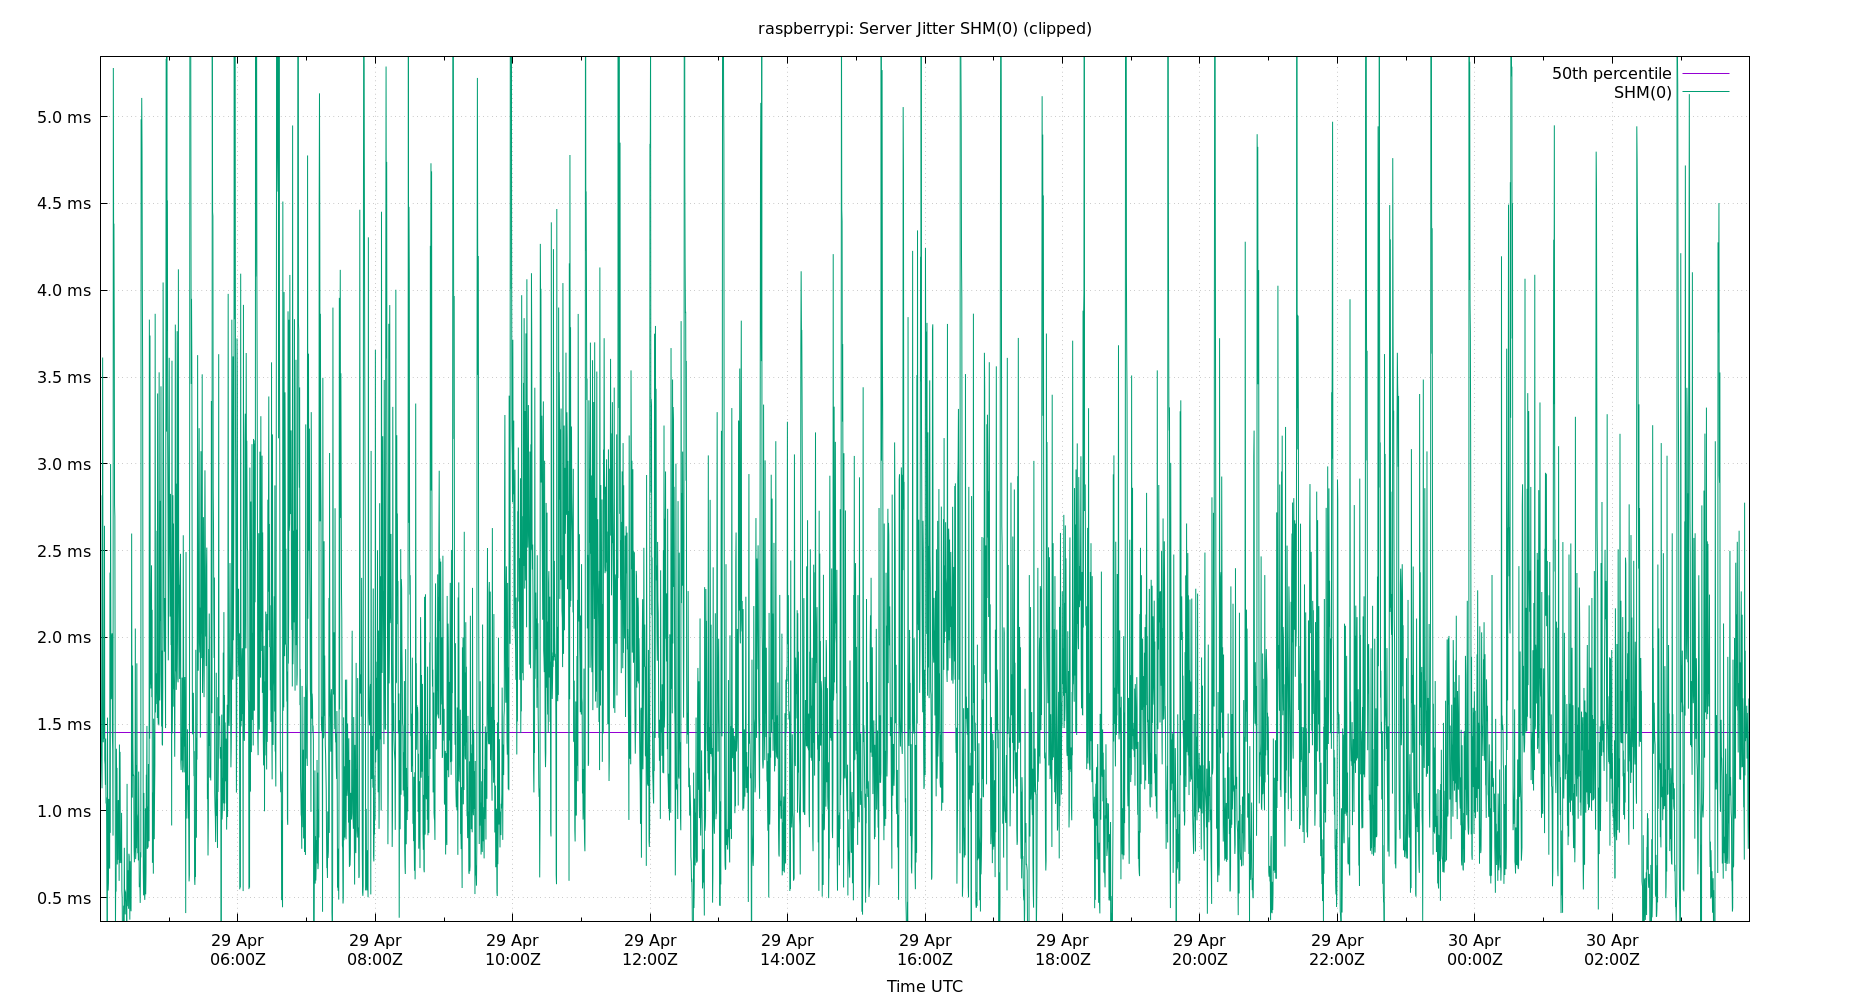 raspberrypi: Server Jitter SHM(0) (clipped)
50th percentile
SHM(0)
5.0 ms
4.5 ms
4.0 ms
3.5 ms
3.0 ms
2.5 ms
2.0 ms
1.5 ms
1.0 ms
0.5 ms
29 Apr 29 Apr 29 Apr 29 Apr 29 Apr 29 Apr 29 Apr 29 Apr 29 Apr 30 Apr 30 Apr
06:00Z 08:00Z 10:00Z 12:00Z 14:00Z 16:00Z 18:00Z 20:00Z 22:00Z 00:00Z 02:00Z
Time UTC